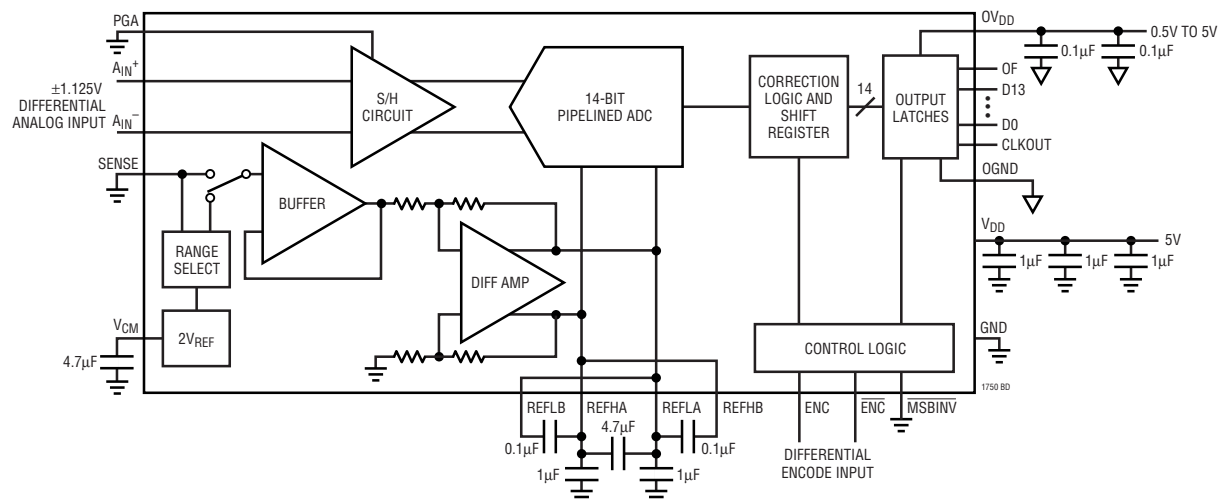 PGA
OVDD
0.5V TO 5V
0.1µF
0.1µF
AIN+
±1.125V
DIFFERENTIAL
ANALOG INPUT
AIN–
S/H
CIRCUIT
14-BIT
PIPELINED ADC
CORRECTION
LOGIC AND
SHIFT
REGISTER
14
OUTPUT
LATCHES
OF
D13
D0
CLKOUT
OGND
SENSE
BUFFER
RANGE
SELECT
DIFF AMP
VDD
5V
1µF
1µF
1µF
VCM
2VREF
4.7µF
CONTROL LOGIC
GND
1750 BD
REFLB
REFHA
REFLA
REFHB
ENC
E̅N̅C̅
M̅S̅B̅I̅N̅V̅
4.7µF
0.1µF
0.1µF
1µF
1µF
DIFFERENTIAL
ENCODE INPUT